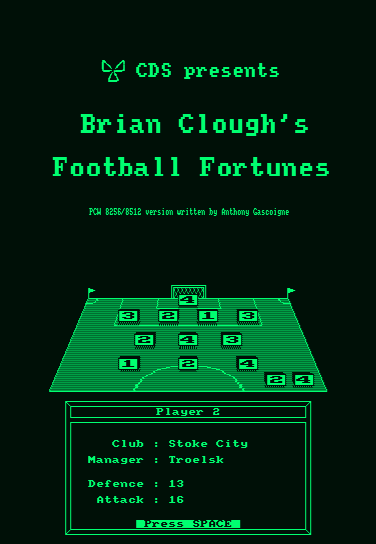 CDS presents
Brian Clough's
Football Fortunes
PCW 8256/8512 version written by Anthony Gascoigne
4
3 2 1 3
2 4 3
1 2 4
2 4
Player 2
Club : Stoke City
Manager : Troelsk
Defence : 13
Attack : 16
Press SPACE